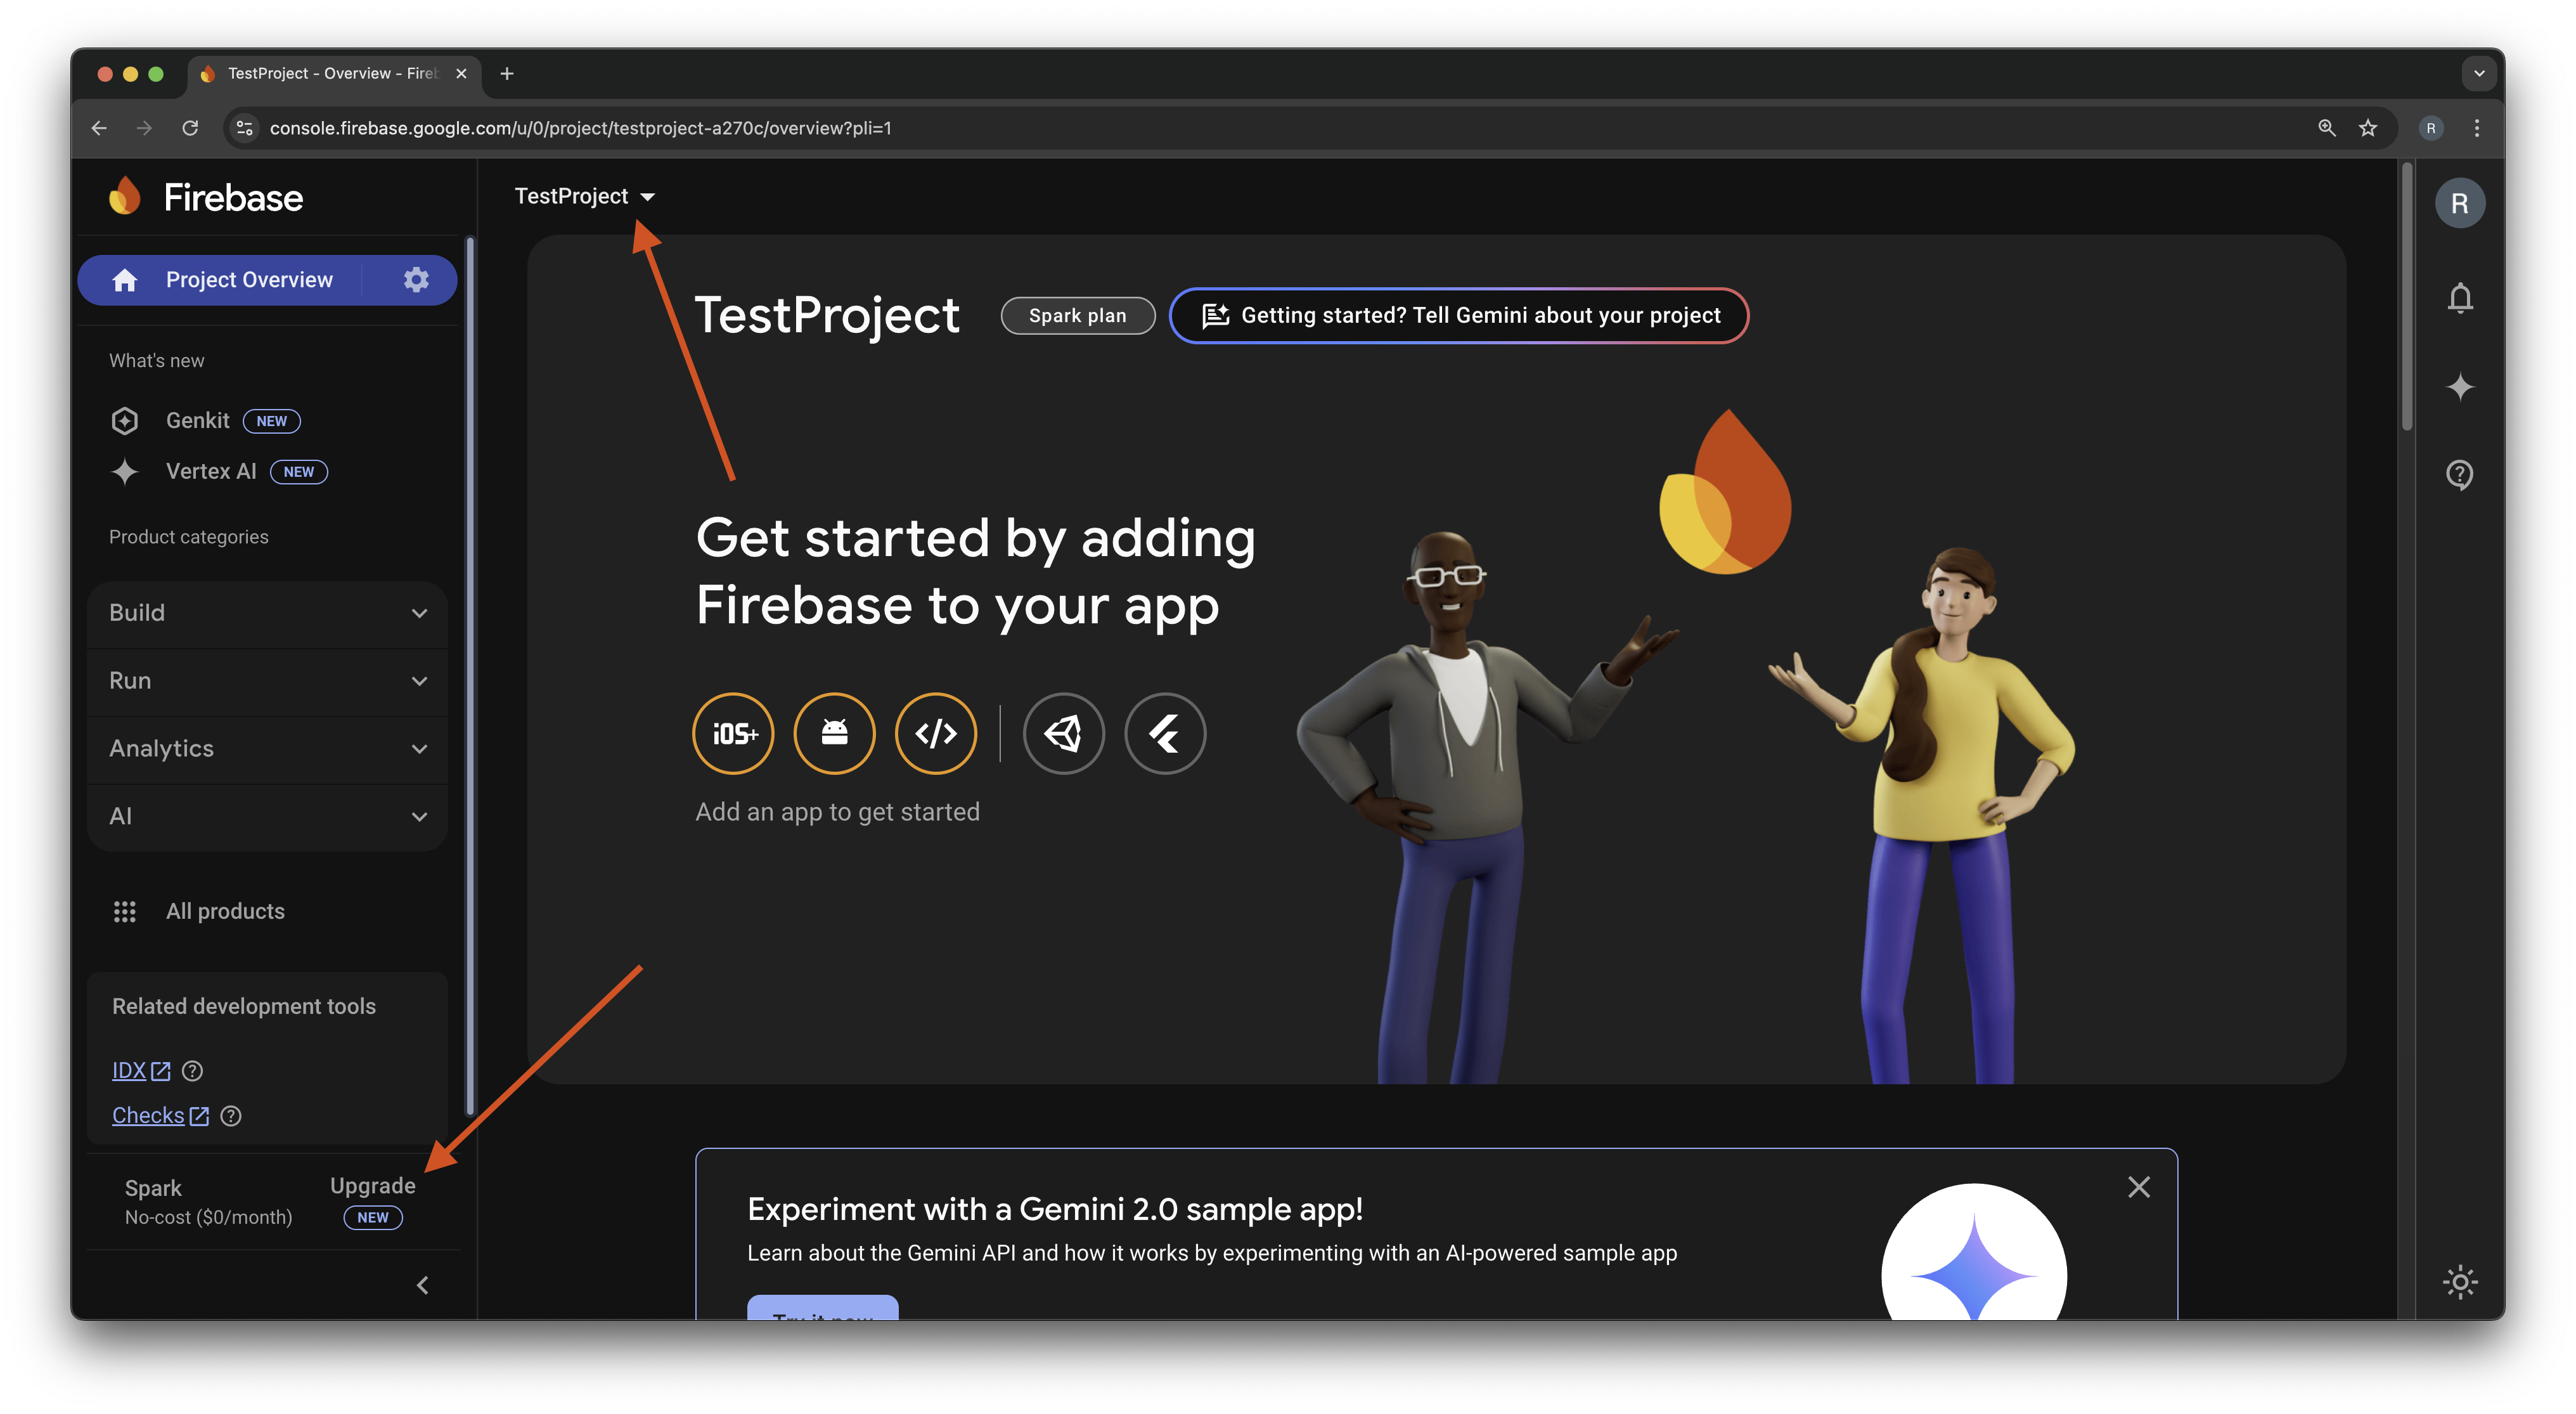 TestProject - Overview - Fireb
console.firebase.google.com/u/0/project/testproject-a270c/overview?pli=1
R
Firebase
Project Overview
What's new
Genkit NEW
Vertex AI NEW
Product categories
Build
Run
Analytics
AI
All products
Related development tools
IDX
Checks
Spark
No-cost ($0/month)
Upgrade
NEW
TestProject
TestProject
Spark plan
Getting started? Tell Gemini about your project
Get started by adding
Firebase to your app
iOS+
Add an app to get started
Experiment with a Gemini 2.0 sample app!
Learn about the Gemini API and how it works by experimenting with an AI-powered sample app
Try it now
R